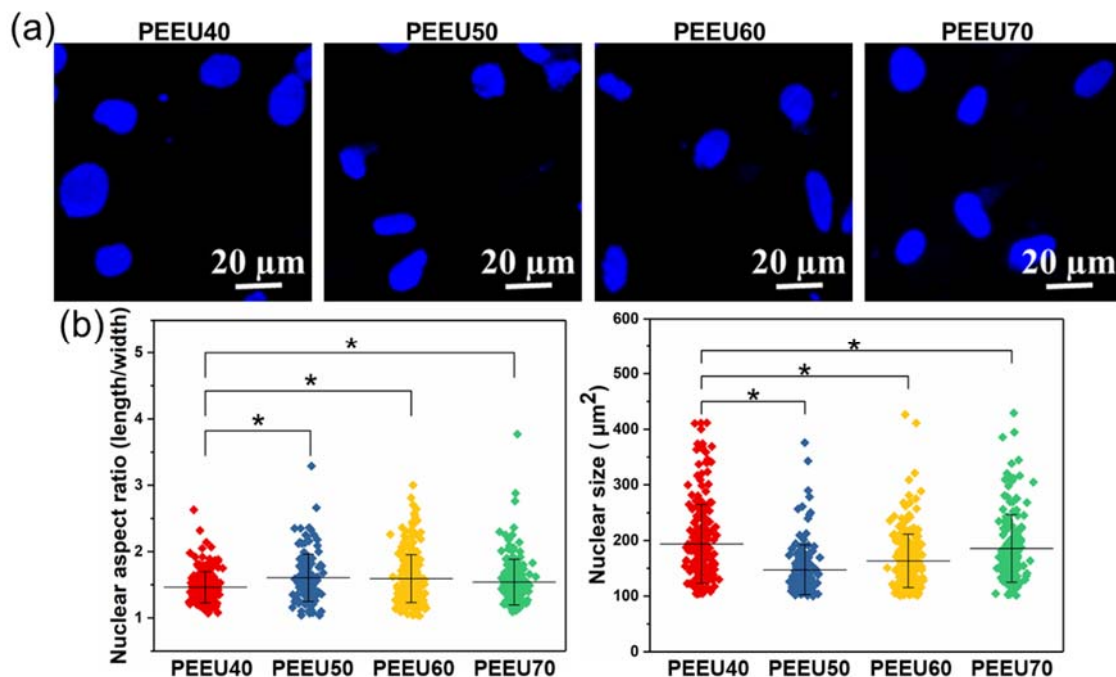 (a)
PEEU40 PEEU50 PEEU60 PEEU70
20 μm 20 μm 20 μm 20 μm
(b)
Nuclear aspect ratio (length/width)
5
4
3
2
1
* * *
PEEU40 PEEU50 PEEU60 PEEU70
Nuclear size ( μm²)
600
500
400
300
200
100
0
* * *
PEEU40 PEEU50 PEEU60 PEEU70